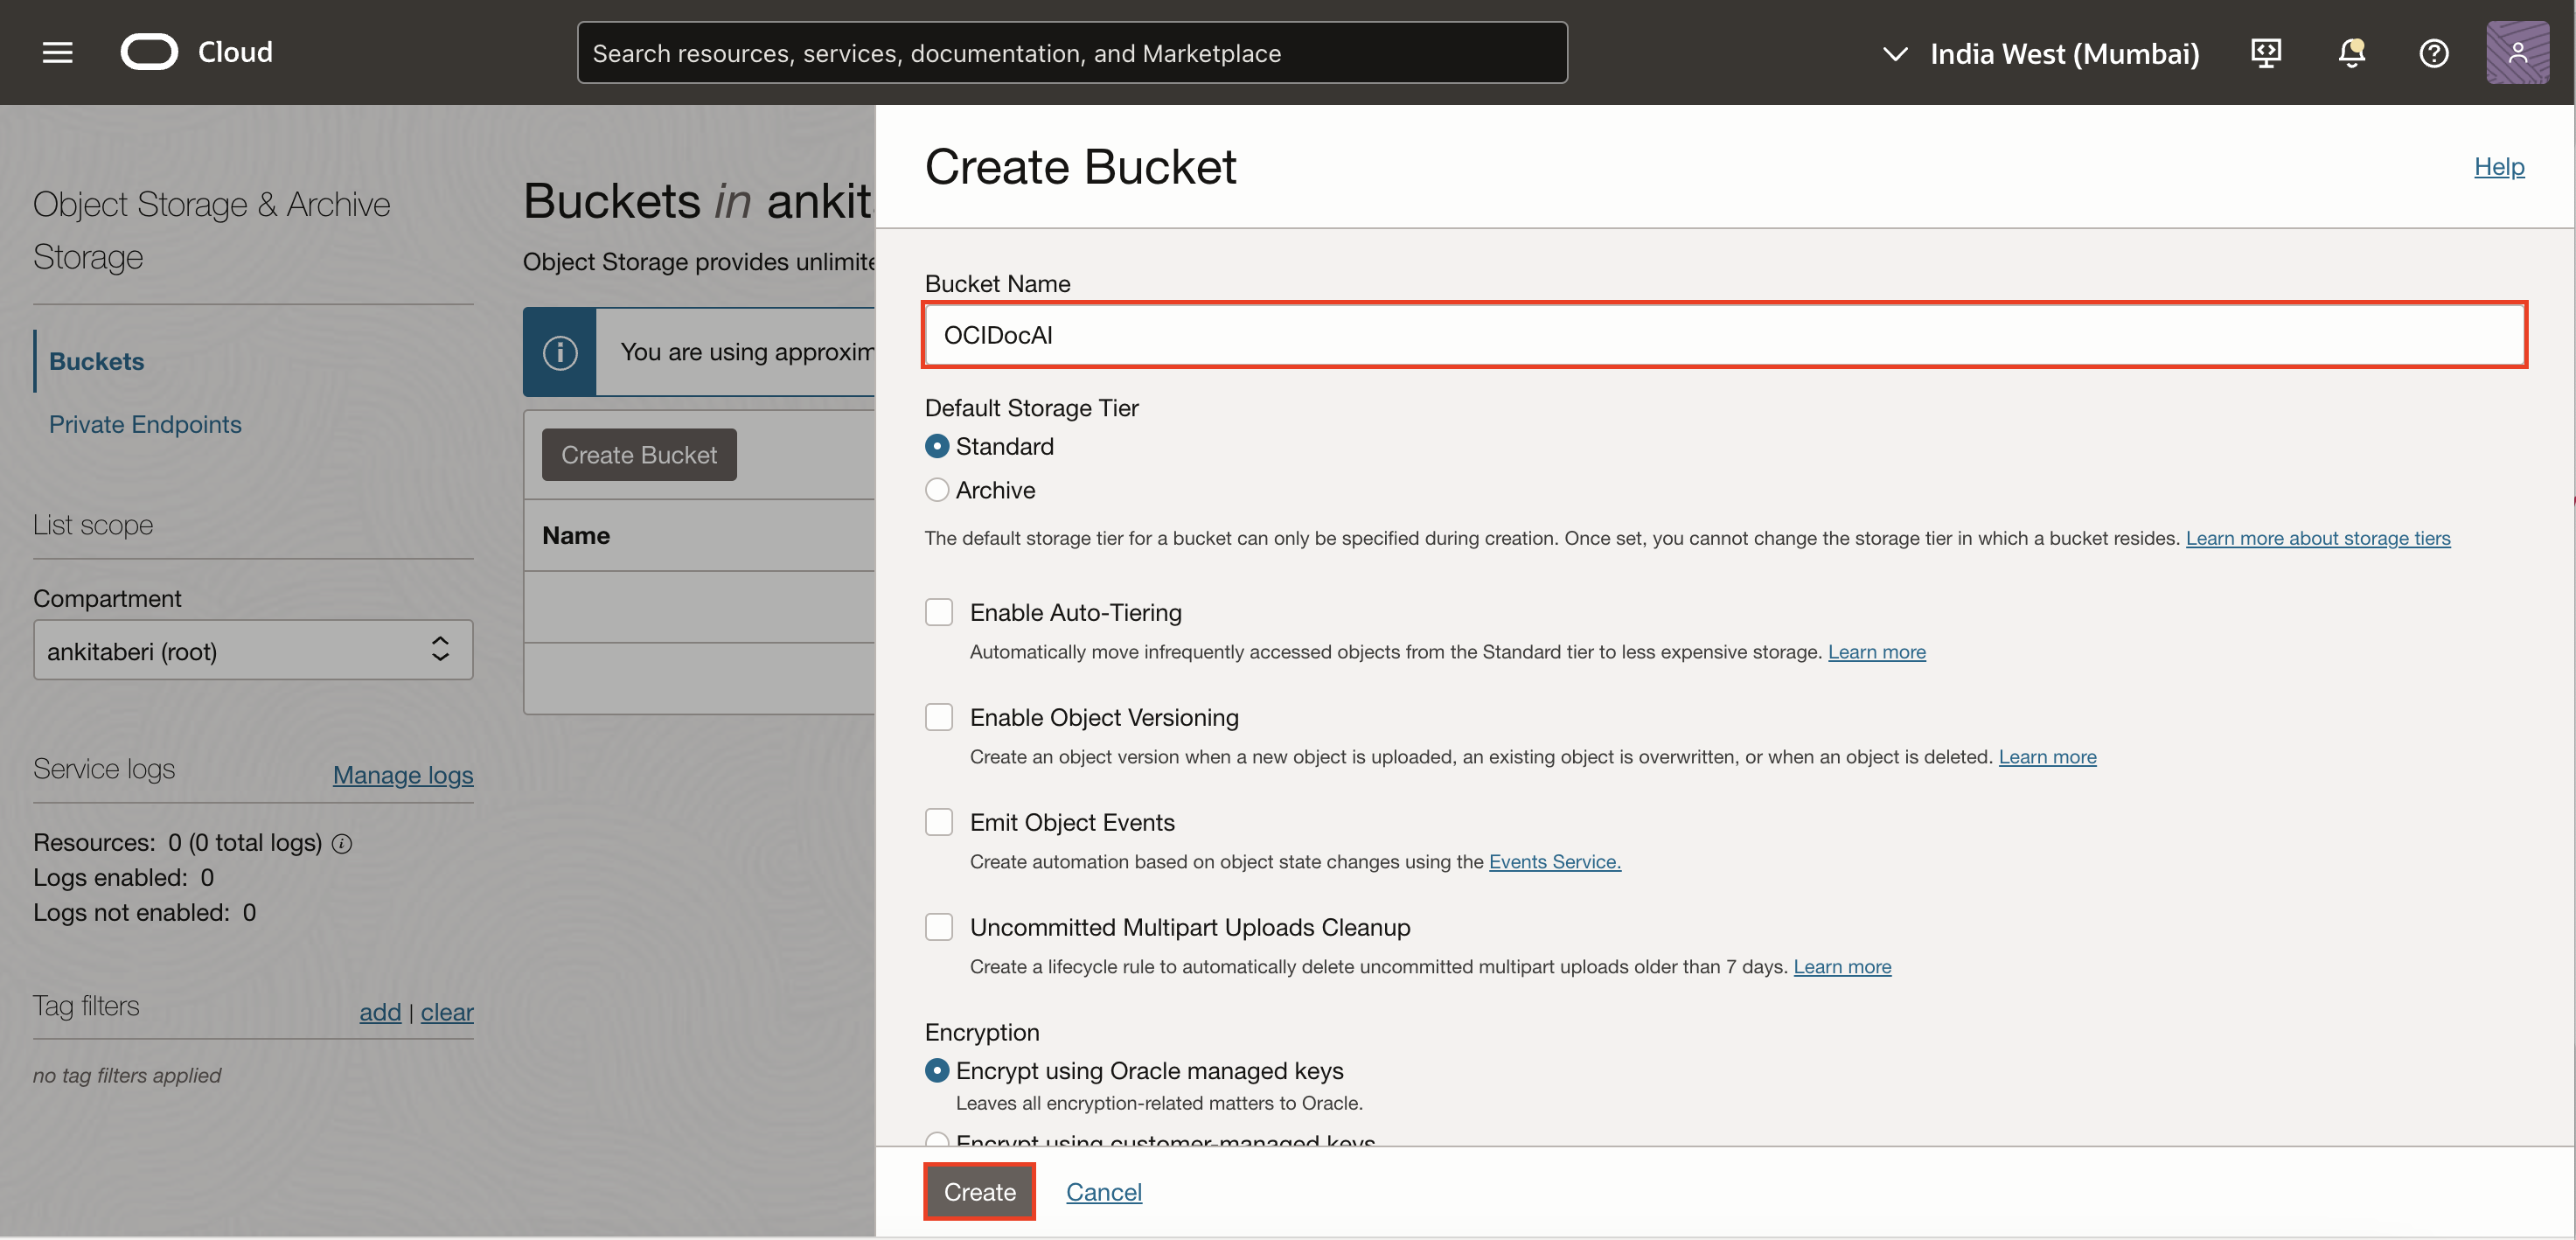 Cloud
Search resources, services, documentation, and Marketplace
India West (Mumbai)
Object Storage & Archive
Storage
Buckets
Private Endpoints
List scope
Compartment
ankitaberi (root)
Service logs
Manage logs
Resources: 0 (0 total logs)
Logs enabled: 0
Logs not enabled: 0
Tag filters
add | clear
no tag filters applied
Buckets in ankit
Object Storage provides unlimite
You are using approxim
Create Bucket
Name
Create Bucket
Help
Bucket Name
OCIDocAI
Default Storage Tier
Standard
Archive
The default storage tier for a bucket can only be specified during creation. Once set, you cannot change the storage tier in which a bucket resides. Learn more about storage tiers
Enable Auto-Tiering
Automatically move infrequently accessed objects from the Standard tier to less expensive storage. Learn more
Enable Object Versioning
Create an object version when a new object is uploaded, an existing object is overwritten, or when an object is deleted. Learn more
Emit Object Events
Create automation based on object state changes using the Events Service.
Uncommitted Multipart Uploads Cleanup
Create a lifecycle rule to automatically delete uncommitted multipart uploads older than 7 days. Learn more
Encryption
Encrypt using Oracle managed keys
Leaves all encryption-related matters to Oracle.
Encrypt using customer-managed keys
Create
Cancel